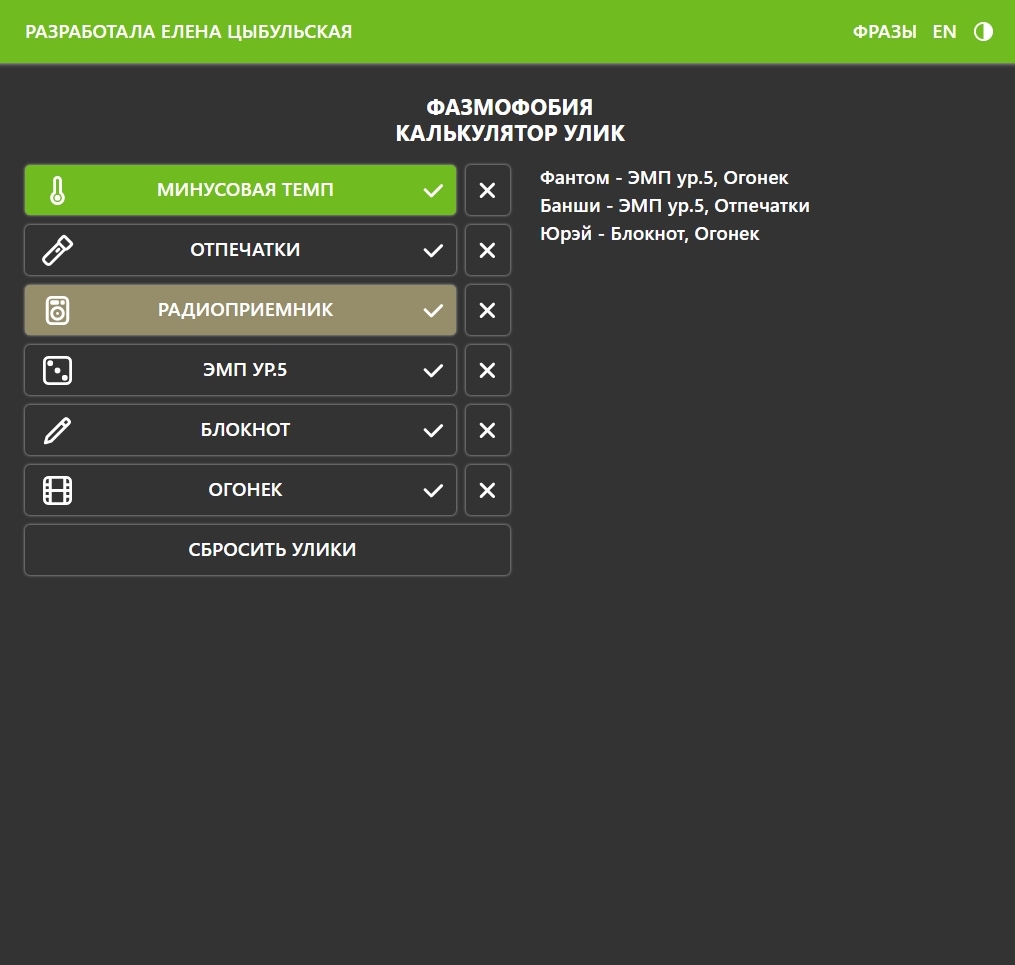 РАЗРАБОТАЛА ЕЛЕНА ЦЫБУЛЬСКАЯ
ФРАЗЫ EN
ФАЗМОФОБИЯ
КАЛЬКУЛЯТОР УЛИК
МИНУСОВАЯ ТЕМП
ОТПЕЧАТКИ
РАДИОПРИЕМНИК
ЭМП УР.5
БЛОКНОТ
ОГОНЕК
СБРОСИТЬ УЛИКИ
Фантом - ЭМП ур.5, Огонек
Банши - ЭМП ур.5, Отпечатки
Юрэй - Блокнот, Огонек